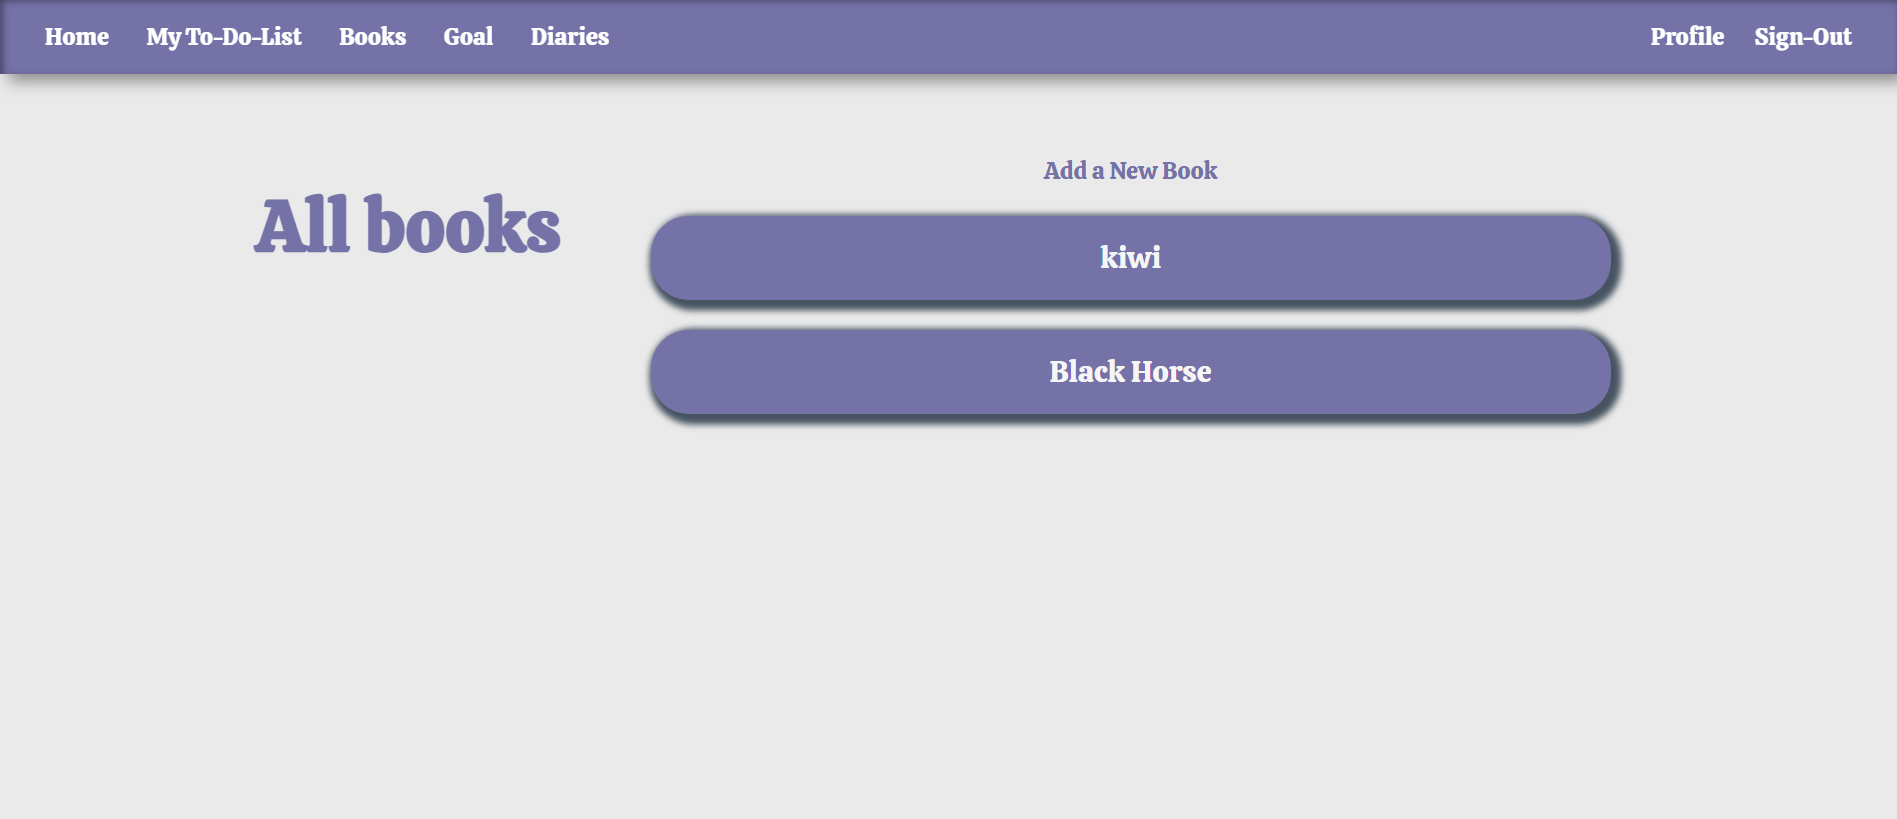 Home My To-Do-List Books Goal Diaries Profile Sign-Out
Add a New Book
All books
kiwi
Black Horse